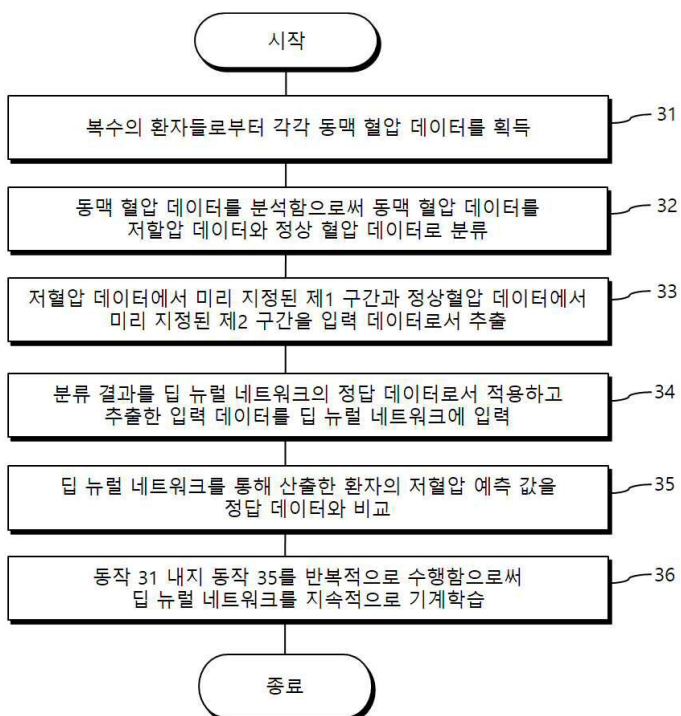 시작
복수의 환자들로부터 각각 동맥 혈압 데이터를 획득
31
동맥 혈압 데이터를 분석함으로써 동맥 혈압 데이터를
저할압 데이터와 정상 혈압 데이터로 분류
32
저혈압 데이터에서 미리 지정된 제1 구간과 정상혈압 데이터에서
미리 지정된 제2 구간을 입력 데이터로서 추출
33
분류 결과를 딥 뉴럴 네트워크의 정답 데이터로서 적용하고
추출한 입력 데이터를 딥 뉴럴 네트워크에 입력
34
딥 뉴럴 네트워크를 통해 산출한 환자의 저혈압 예측 값을
정답 데이터와 비교
35
동작 31 내지 동작 35를 반복적으로 수행함으로써
딥 뉴럴 네트워크를 지속적으로 기계학습
36
종료